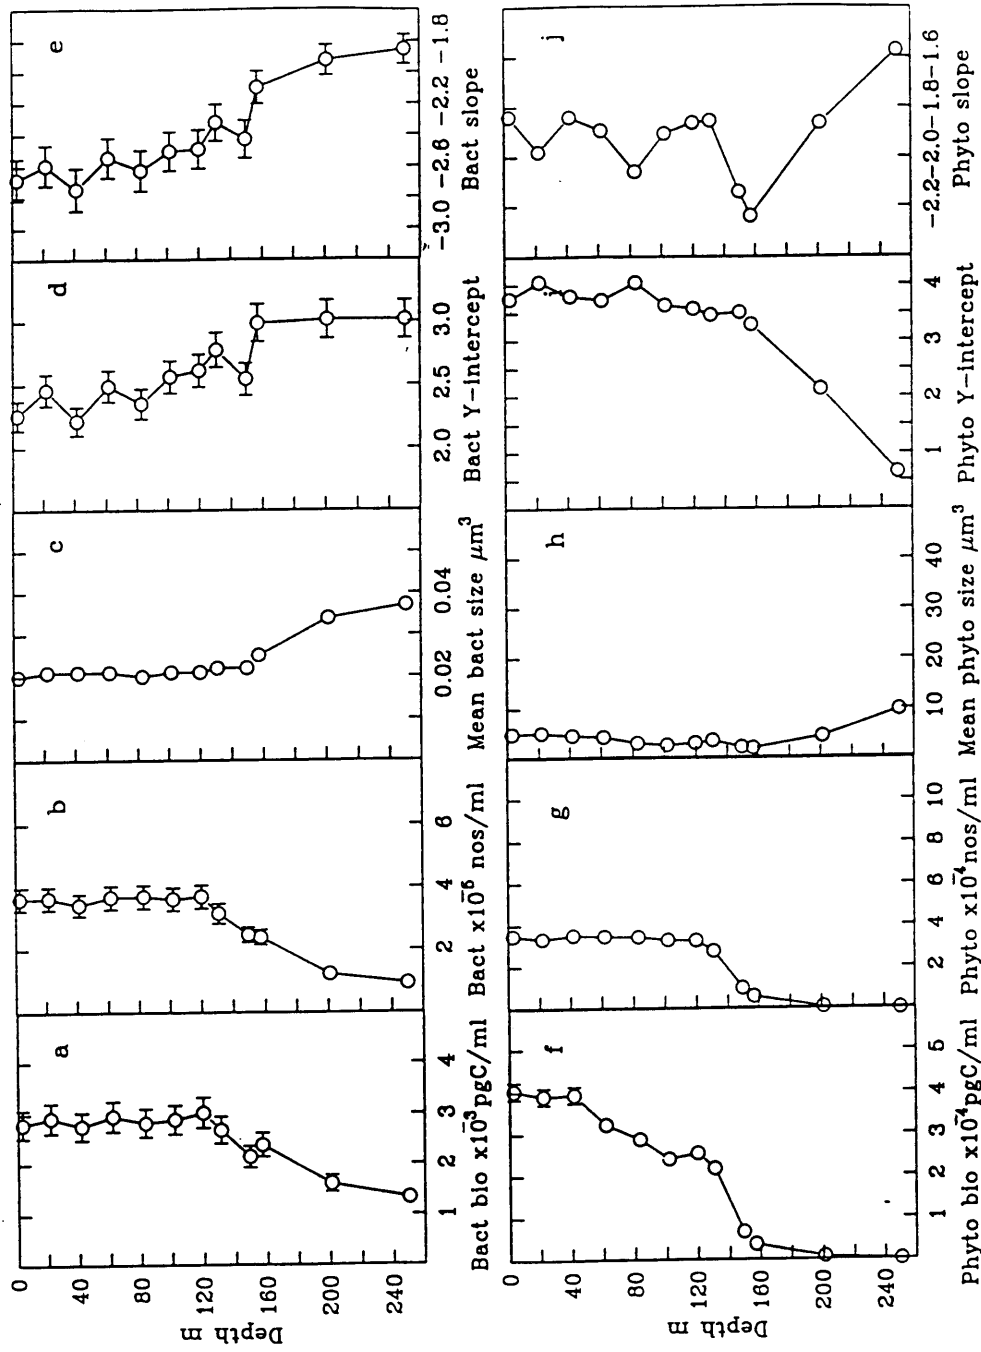 a
b
c
d
e
0
40
80
120
160
200
240
Depth m
1 2 3 4
Bact bio x10⁻³pgC/ml
2 4 6
Bact x10⁻⁵ nos/ml
0.02 0.04
Mean bact size μm³
2.0 2.5 3.0
Bact Y-intercept
-3.0 -2.6 -2.2 -1.8
Bact slope
f
g
h
i
j
0
40
80
120
160
200
240
Depth m
1 2 3 4 5
Phyto bio x10⁻⁴pgC/ml
2 4 6 8 10
Phyto x10⁻⁴nos/ml
10 20 30 40
Mean phyto size μm³
1 2 3 4
Phyto Y-intercept
-2.2-2.0-1.8-1.6
Phyto slope